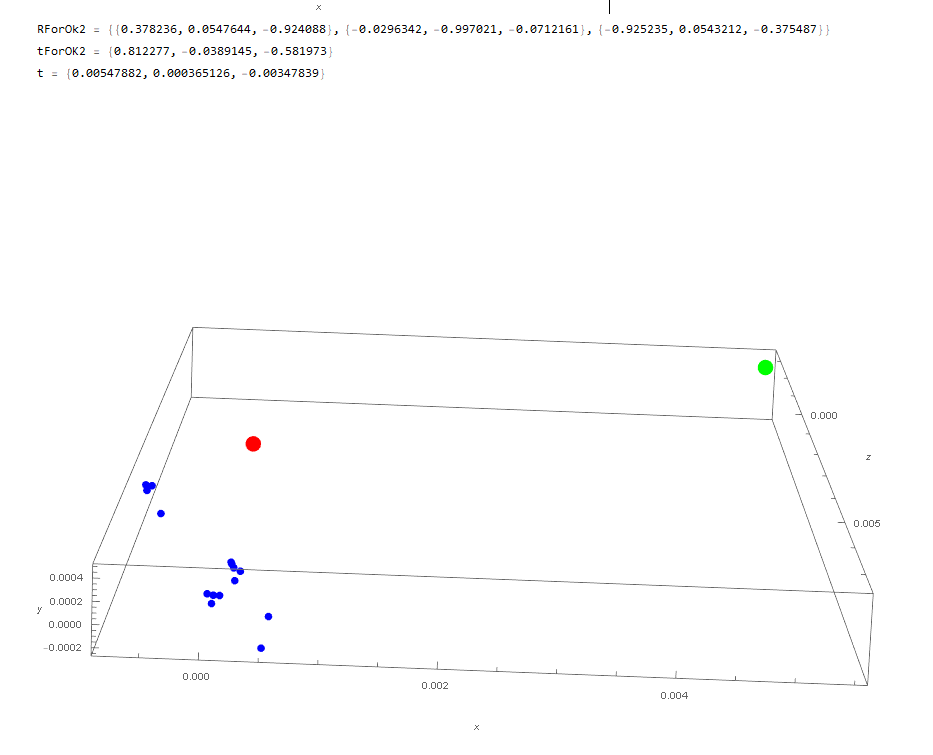 x
RForOk2 = {{0.378236, 0.0547644, -0.924088}, {-0.0296342, -0.997021, -0.0712161}, {-0.925235, 0.0543212, -0.375487}}
tForOK2 = {0.812277, -0.0389145, -0.581973}
t = {0.00547882, 0.000365126, -0.00347839}
0.000
z
0.005
0.0004
y
0.0002
0.0000
-0.0002
0.000
0.002
0.004
x